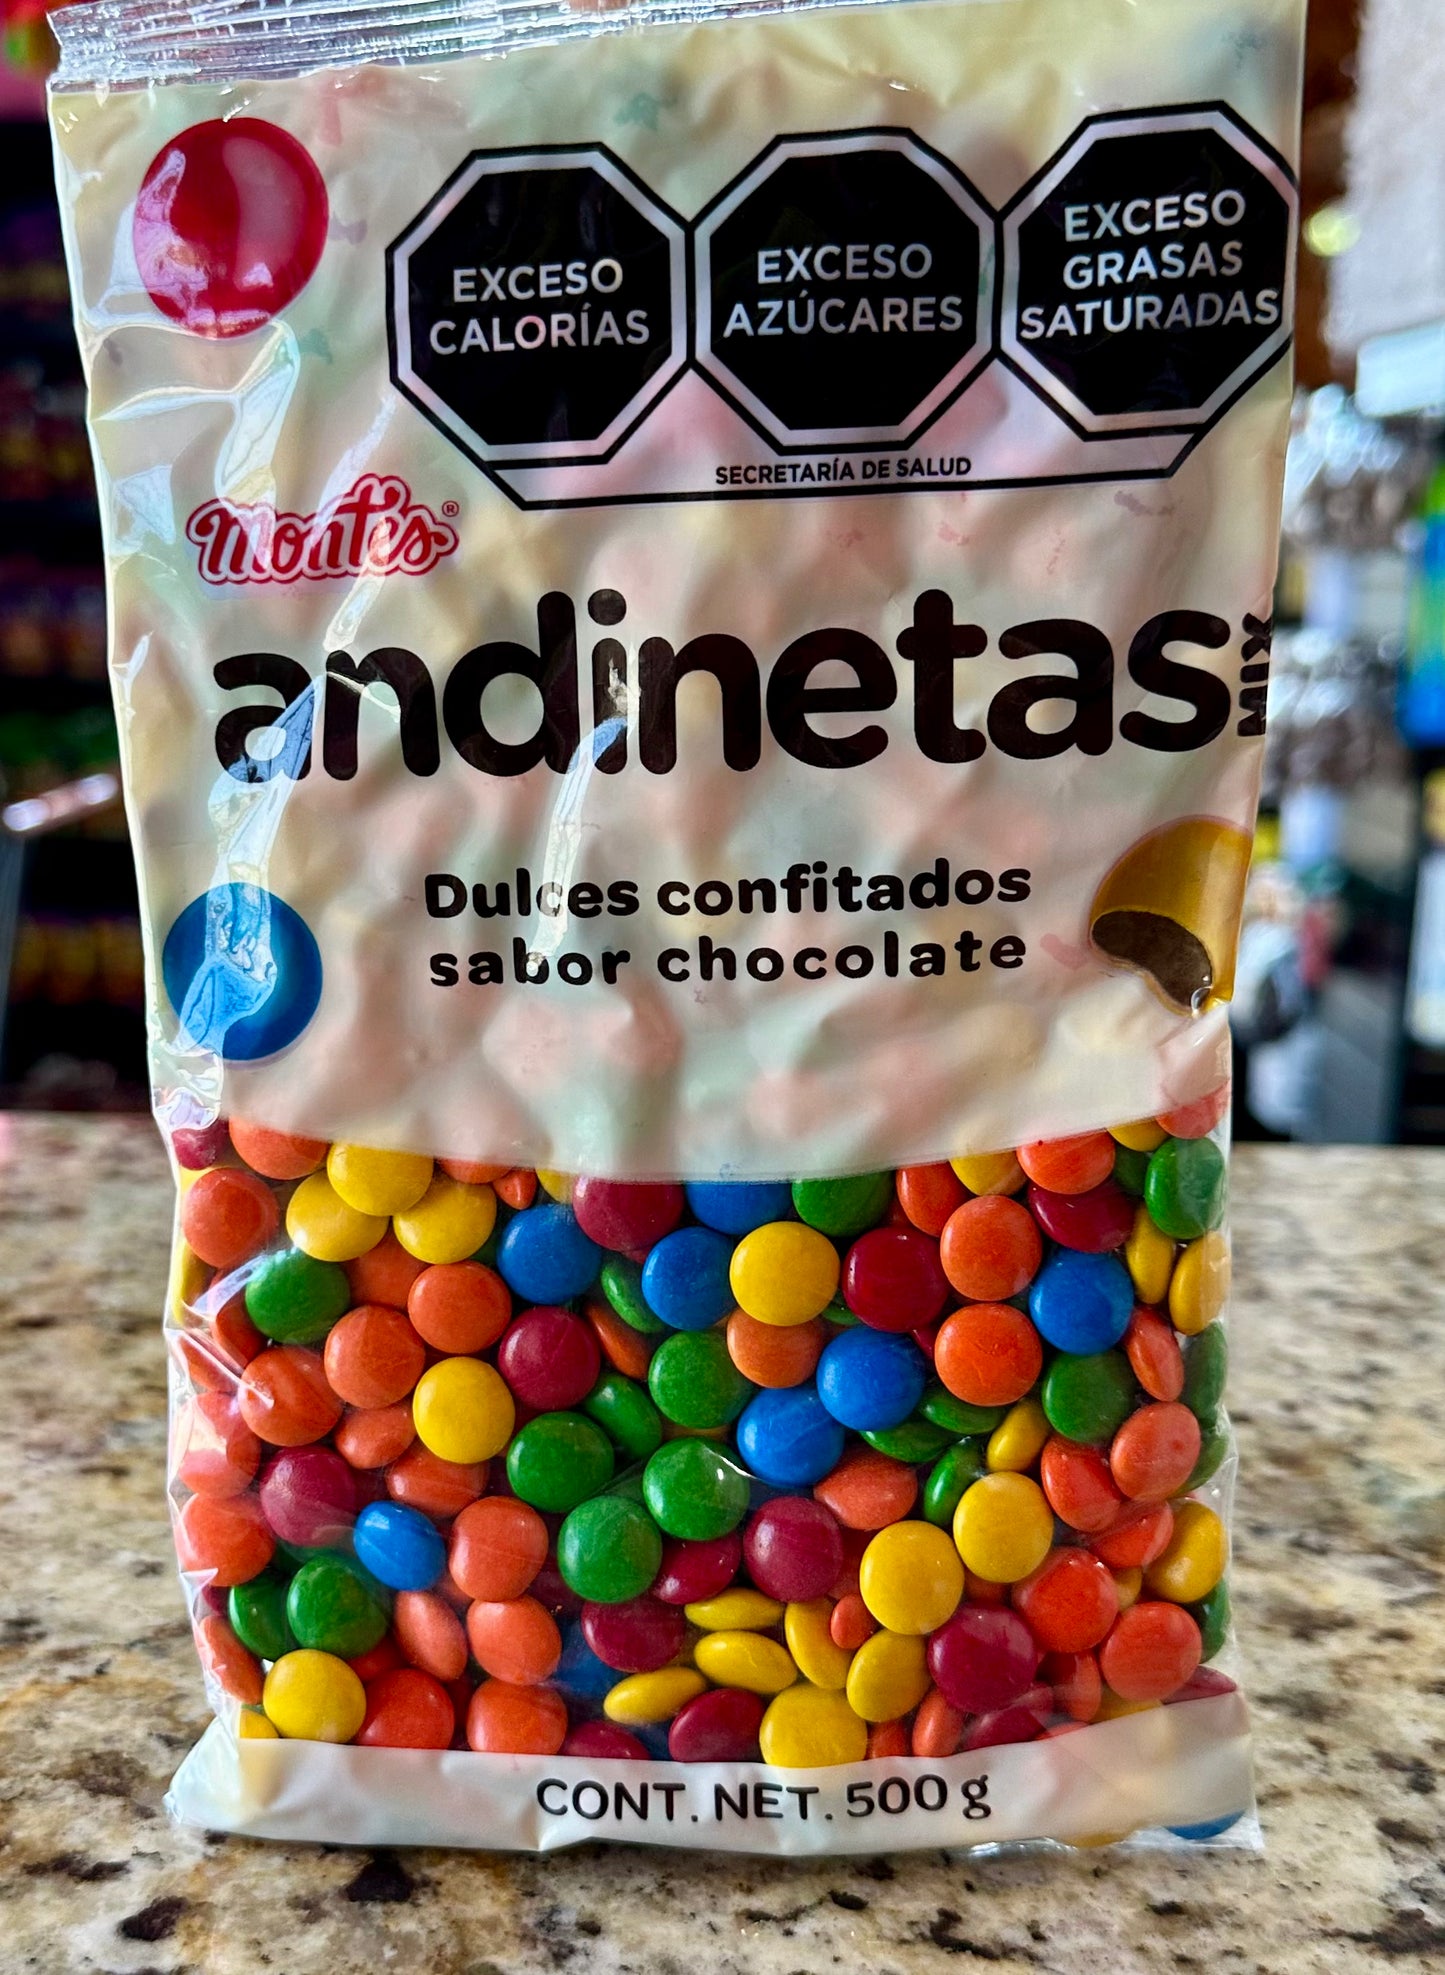 EXCESO
CALORÍAS
EXCESO
AZÚCARES
EXCESO
GRASAS
SATURADAS
SECRETARÍA DE SALUD
Montes®
andinetas MIX
Dulces confitados
sabor chocolate
CONT. NET. 500 g